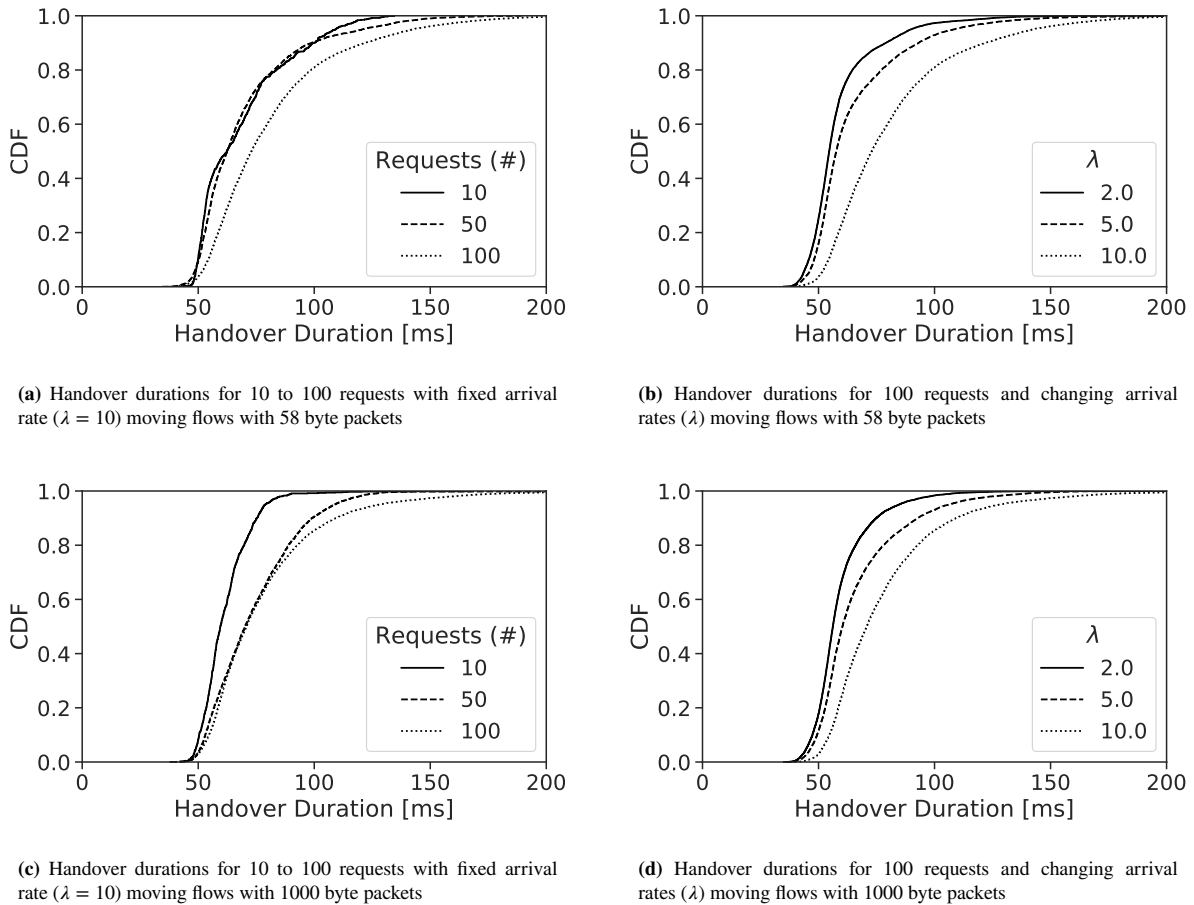 1.0
0.8
0.6
0.4
0.2
0.0
CDF
0 50 100 150 200
Handover Duration [ms]
Requests (#)
10
50
100
(a) Handover durations for 10 to 100 requests with fixed arrival
rate (λ = 10) moving flows with 58 byte packets
1.0
0.8
0.6
0.4
0.2
0.0
CDF
0 50 100 150 200
Handover Duration [ms]
λ
2.0
5.0
10.0
(b) Handover durations for 100 requests and changing arrival
rates (λ) moving flows with 58 byte packets
1.0
0.8
0.6
0.4
0.2
0.0
CDF
0 50 100 150 200
Handover Duration [ms]
Requests (#)
10
50
100
(c) Handover durations for 10 to 100 requests with fixed arrival
rate (λ = 10) moving flows with 1000 byte packets
1.0
0.8
0.6
0.4
0.2
0.0
CDF
0 50 100 150 200
Handover Duration [ms]
λ
2.0
5.0
10.0
(d) Handover durations for 100 requests and changing arrival
rates (λ) moving flows with 1000 byte packets